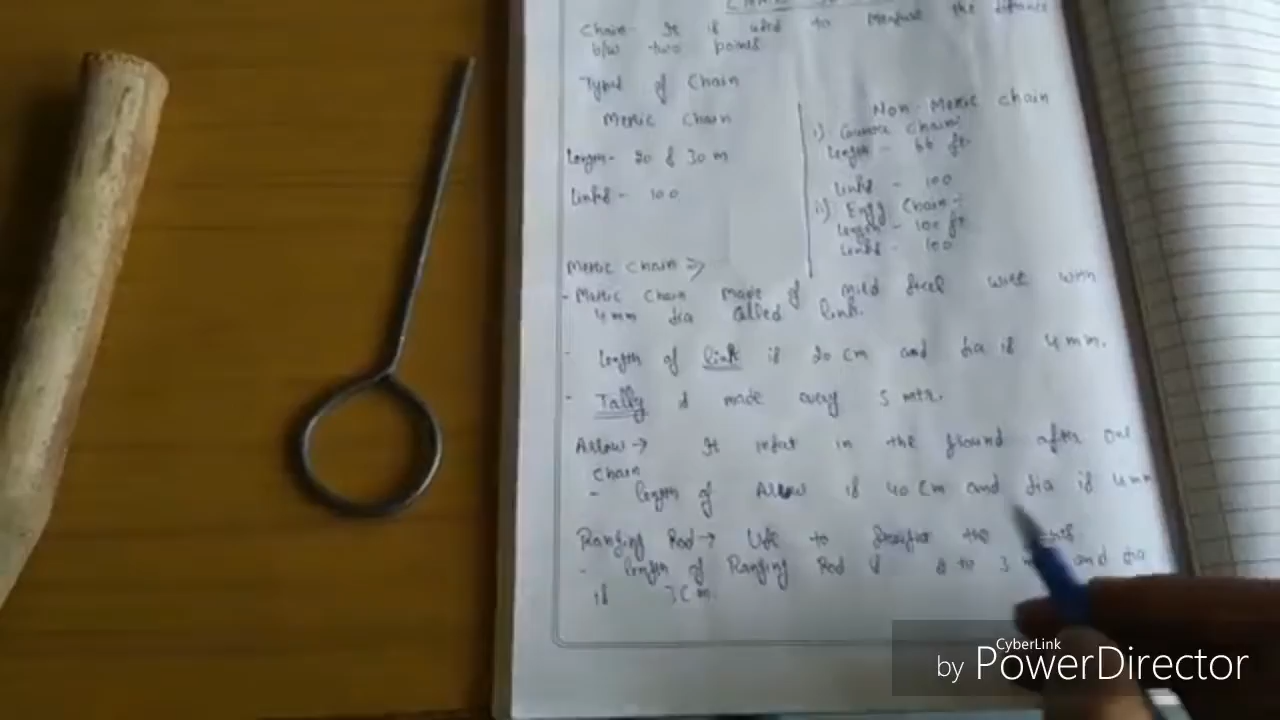 Chain- It is used to Measure the distance
b/w two points
Types of Chain
Metric Chain
Length- 20 & 30 m
links- 100
Non-Metric chain
i) Gunter chain:
length - 66 ft.
links - 100
ii) Engg Chain-
length - 100 ft
links - 100
Metric Chain ⇒
- Metric Chain made of mild steel wire with
4mm dia called link.
- length of link is 20 Cm and dia is 4mm.
- Tally is made every 5 mtr.
Arrow → It in the ground after one
Chain
- length of Arrow is 40 Cm and dia is 4mm
Ranging Rod → Use to the
- length of Ranging Rod is 2 to 3 m and dia
is 3Cm.
CyberLink
by PowerDirector